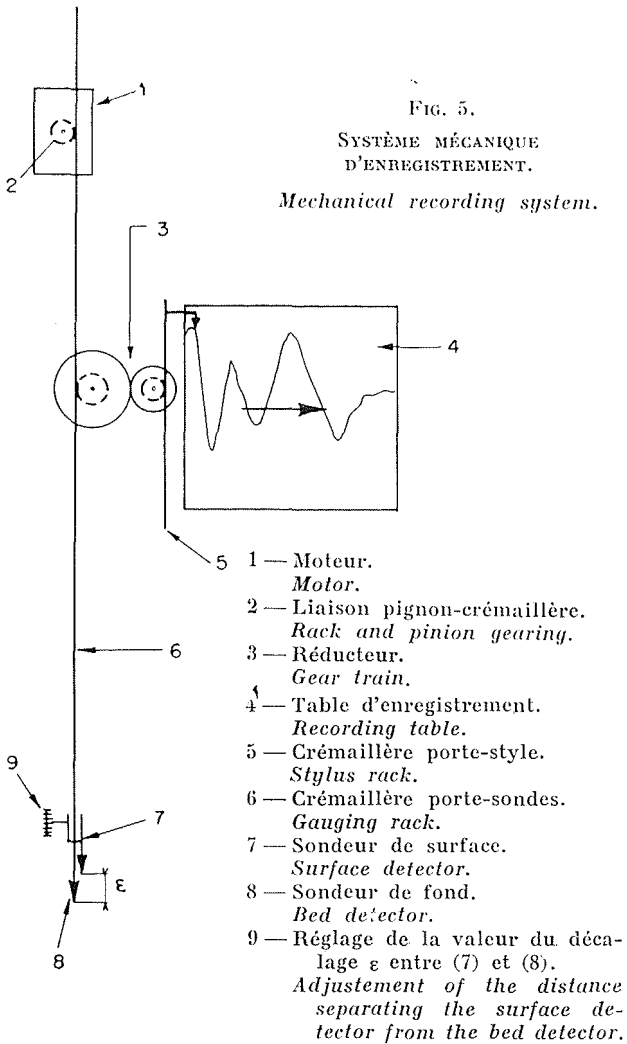 1
FIG. 5.
SYSTÈME MÉCANIQUE
D'ENREGISTREMENT.
Mechanical recording system.
2
3
4
5
1 — Moteur.
Motor.
2 — Liaison pignon-crémaillère.
Rack and pinion gearing.
3 — Réducteur.
Gear train.
4 — Table d'enregistrement.
Recording table.
5 — Crémaillère porte-style.
Stylus rack.
6 — Crémaillère porte-sondes.
Gauging rack.
7 — Sondeur de surface.
Surface detector.
8 — Sondeur de fond.
Bed detector.
9 — Réglage de la valeur du déca-
lage ε entre (7) et (8).
Adjustement of the distance
separating the surface de-
tector from the bed detector.
6
9
7
ε
8